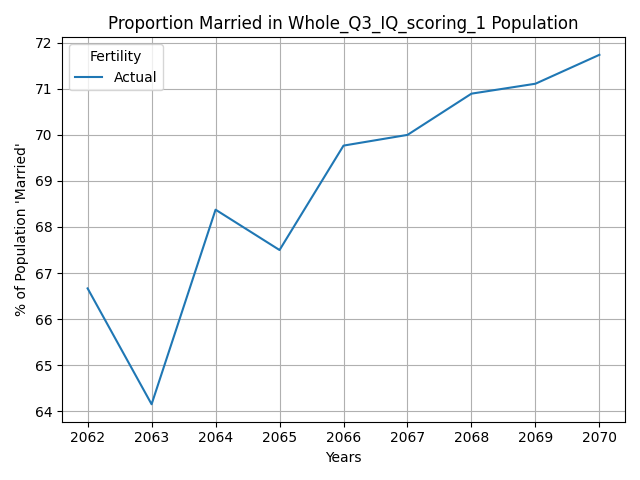 Proportion Married in Whole_Q3_IQ_scoring_1 Population
72
71
70
69
68
67
66
65
64
% of Population 'Married'
Fertility
Actual
2062 2063 2064 2065 2066 2067 2068 2069 2070
Years